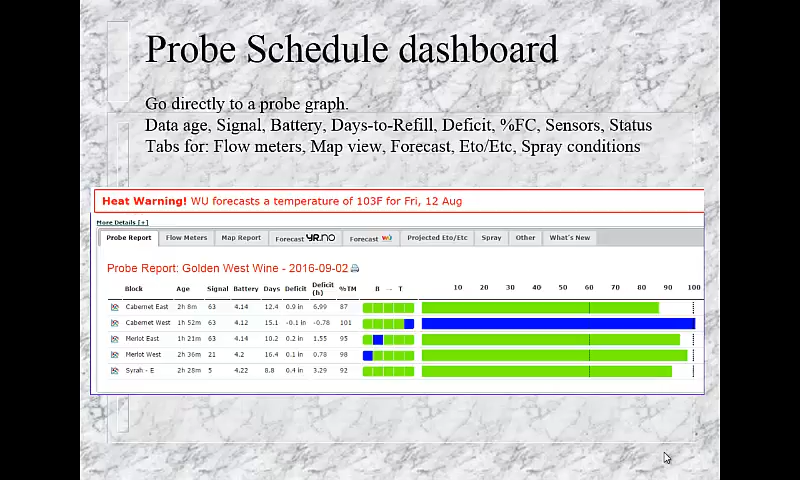 Probe Schedule dashboard
Go directly to a probe graph.
Data age, Signal, Battery, Days-to-Refill, Deficit, %FC, Sensors, Status
Tabs for: Flow meters, Map view, Forecast, Eto/Etc, Spray conditions
Heat Warning! WU forecasts a temperature of 103F for Fri, 12 Aug
More Details [+]
Probe Report Flow Meters Map Report Forecast YR.NO Forecast Projected Eto/Etc Spray Other What's New
Probe Report: Golden West Wine - 2016-09-02
Block Age Signal Battery Days Deficit Deficit (h) %TM B → T 10 20 30 40 50 60 70 80 90 100
Cabernet East 2h 8m 63 4.14 12.4 0.9 in 6.99 87
Cabernet West 1h 52m 63 4.12 15.1 -0.1 in -0.78 101
Merlot East 1h 21m 63 4.14 10.2 0.2 in 1.55 95
Merlot West 2h 36m 21 4.2 16.4 0.1 in 0.78 98
Syrah - E 2h 28m 5 4.22 8.8 0.4 in 3.29 92